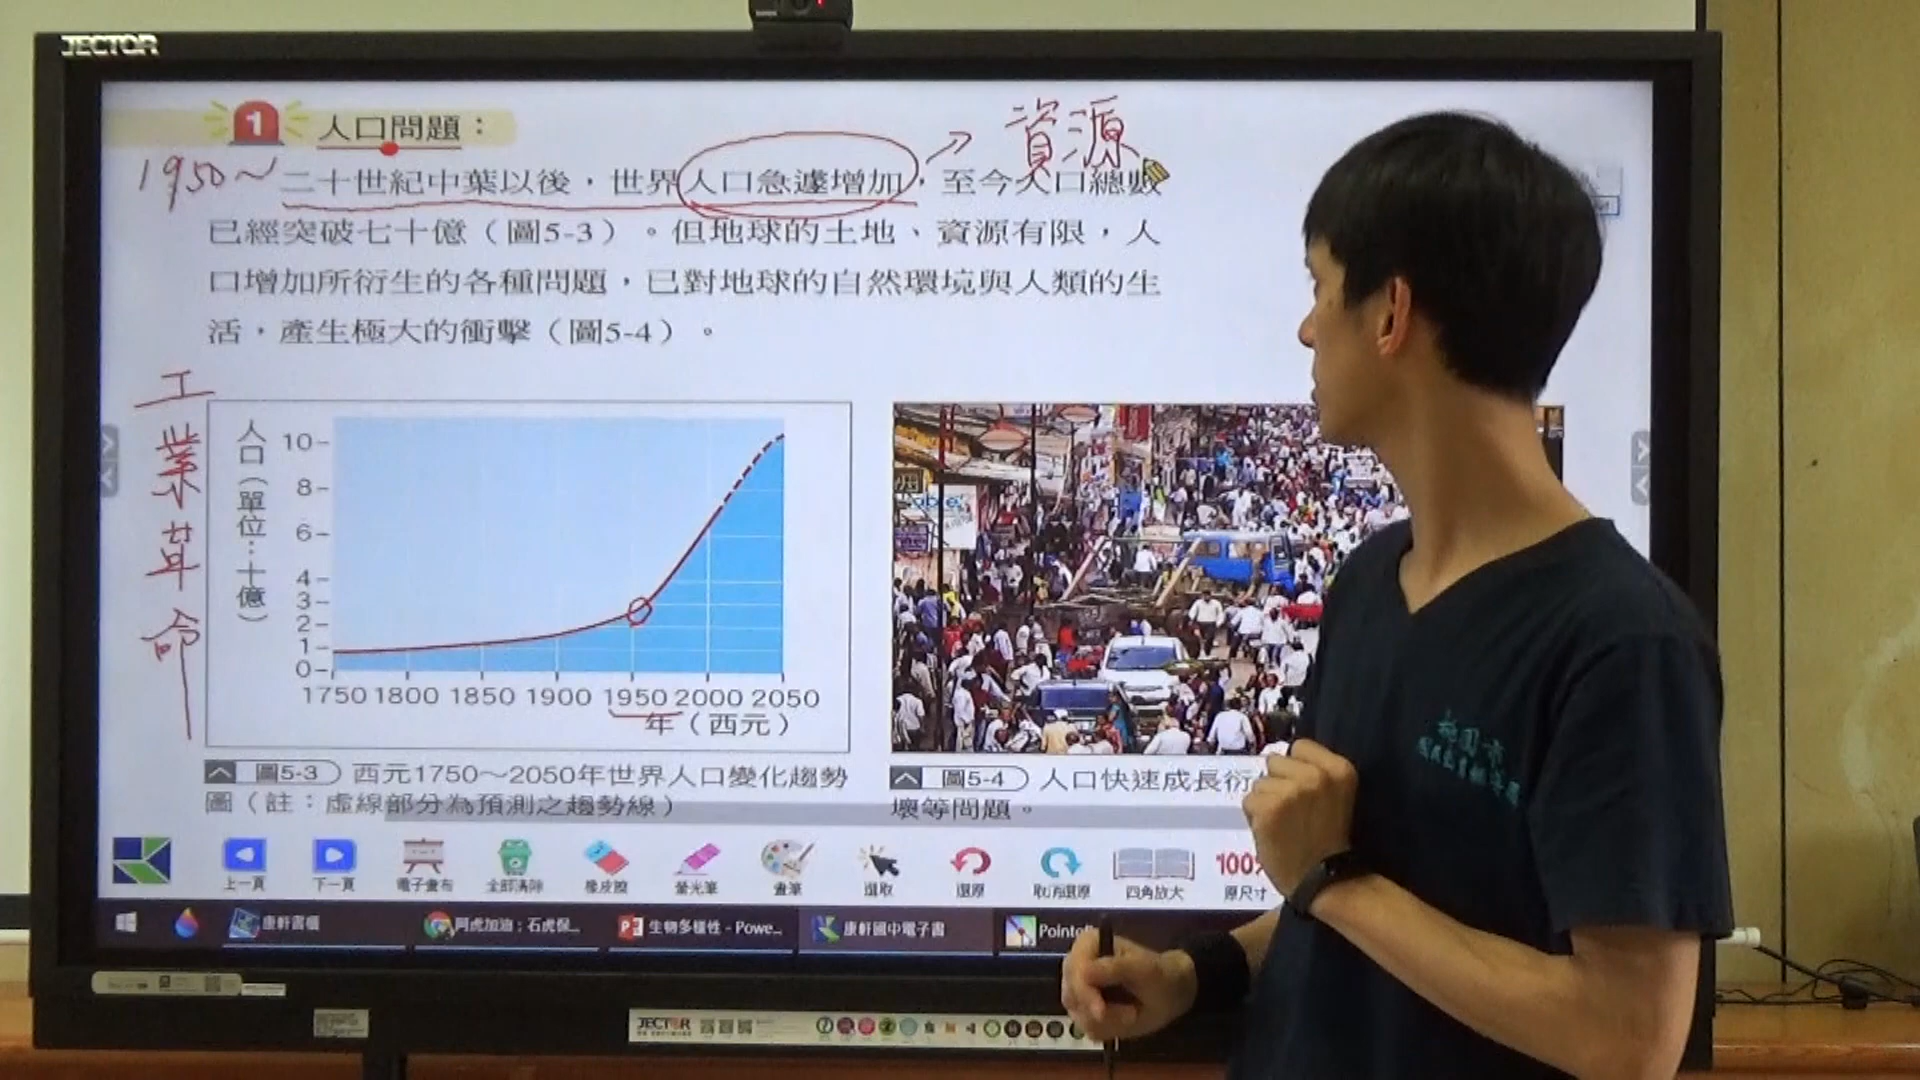 JECTOR
1 人口問題：
資源
1950～
二十世紀中葉以後，世界人口急遽增加，至今人口總數
已經突破七十億（圖5-3）。但地球的土地、資源有限，人
口增加所衍生的各種問題，已對地球的自然環境與人類的生
活，產生極大的衝擊（圖5-4）。
工業革命
人口（單位：十億）
10
8
6
4
3
2
1
0
1750 1800 1850 1900 1950 2000 2050
年（西元）
圖5-3 西元1750～2050年世界人口變化趨勢
圖（註：虛線部分為預測之趨勢線）
圖5-4 人口快速成長衍
壞等問題。
上一頁 下一頁 電子畫布 全部清除 橡皮擦 螢光筆 畫筆 選取 還原 取消還原 四角放大 100% 原尺寸
康軒書櫃 阿虎加油：石虎保... 生物多樣性 - Powe... 康軒國中電子書 Pointof
JECTOR